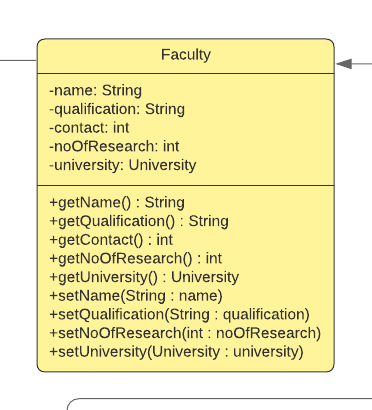 Faculty
-name: String
-qualification: String
-contact: int
-noOfResearch: int
-university: University
+getName() : String
+getQualification() : String
+getContact() : int
+getNoOfResearch() : int
+getUniversity() : University
+setName(String : name)
+setQualification(String : qualification)
+setNoOfResearch(int : noOfResearch)
+setUniversity(University : university)